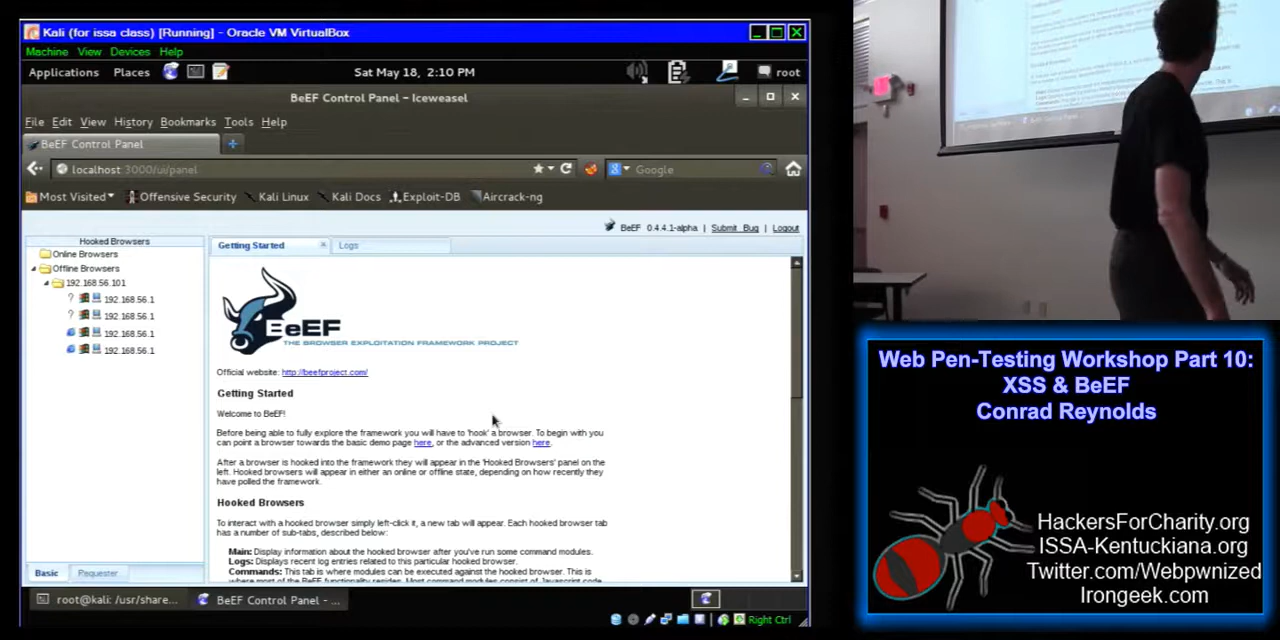 Kali (for issa class) [Running] - Oracle VM VirtualBox
Machine View Devices Help
Applications Places Sat May 18, 2:10 PM root
BeEF Control Panel - Iceweasel
File Edit View History Bookmarks Tools Help
BeEF Control Panel
localhost 3000/ui/panel
Google
Most Visited Offensive Security Kali Linux Kali Docs Exploit-DB Aircrack-ng
BeEF 0.4.4.1-alpha | Submit Bug | Logout
Hooked Browsers
Online Browsers
Offline Browsers
192.168.56.101
? 192.168.56.1
? 192.168.56.1
192.168.56.1
192.168.56.1
Basic Requester
Getting Started Logs
BeEF
THE BROWSER EXPLOITATION FRAMEWORK PROJECT
Official website: http://beefproject.com/
Getting Started
Welcome to BeEF!
Before being able to fully explore the framework you will have to 'hook' a browser. To begin with you
can point a browser towards the basic demo page here, or the advanced version here.
After a browser is hooked into the framework they will appear in the 'Hooked Browsers' panel on the
left. Hooked browsers will appear in either an online or offline state, depending on how recently they
have polled the framework.
Hooked Browsers
To interact with a hooked browser simply left-click it, a new tab will appear. Each hooked browser tab
has a number of sub-tabs, described below:
Main: Display information about the hooked browser after you've run some command modules.
Logs: Displays recent log entries related to this particular hooked browser.
Commands: This tab is where modules can be executed against the hooked browser. This is
where most of the BeEF functionality resides. Most command modules consist of Javascript code
root@kali: /usr/share... BeEF Control Panel - ...
Right Ctrl
Web Pen-Testing Workshop Part 10:
XSS & BeEF
Conrad Reynolds
HackersForCharity.org
ISSA-Kentuckiana.org
Twitter.com/Webpwnized
Irongeek.com